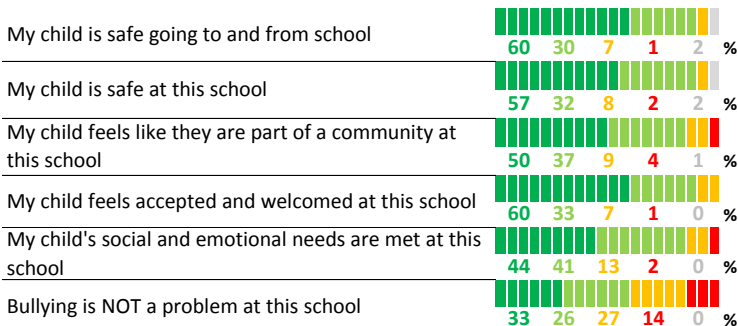 My child is safe going to and from school
60 30 7 1 2 %
My child is safe at this school
57 32 8 2 2 %
My child feels like they are part of a community at
this school
50 37 9 4 1 %
My child feels accepted and welcomed at this school
60 33 7 1 0 %
My child's social and emotional needs are met at this
school
44 41 13 2 0 %
Bullying is NOT a problem at this school
33 26 27 14 0 %